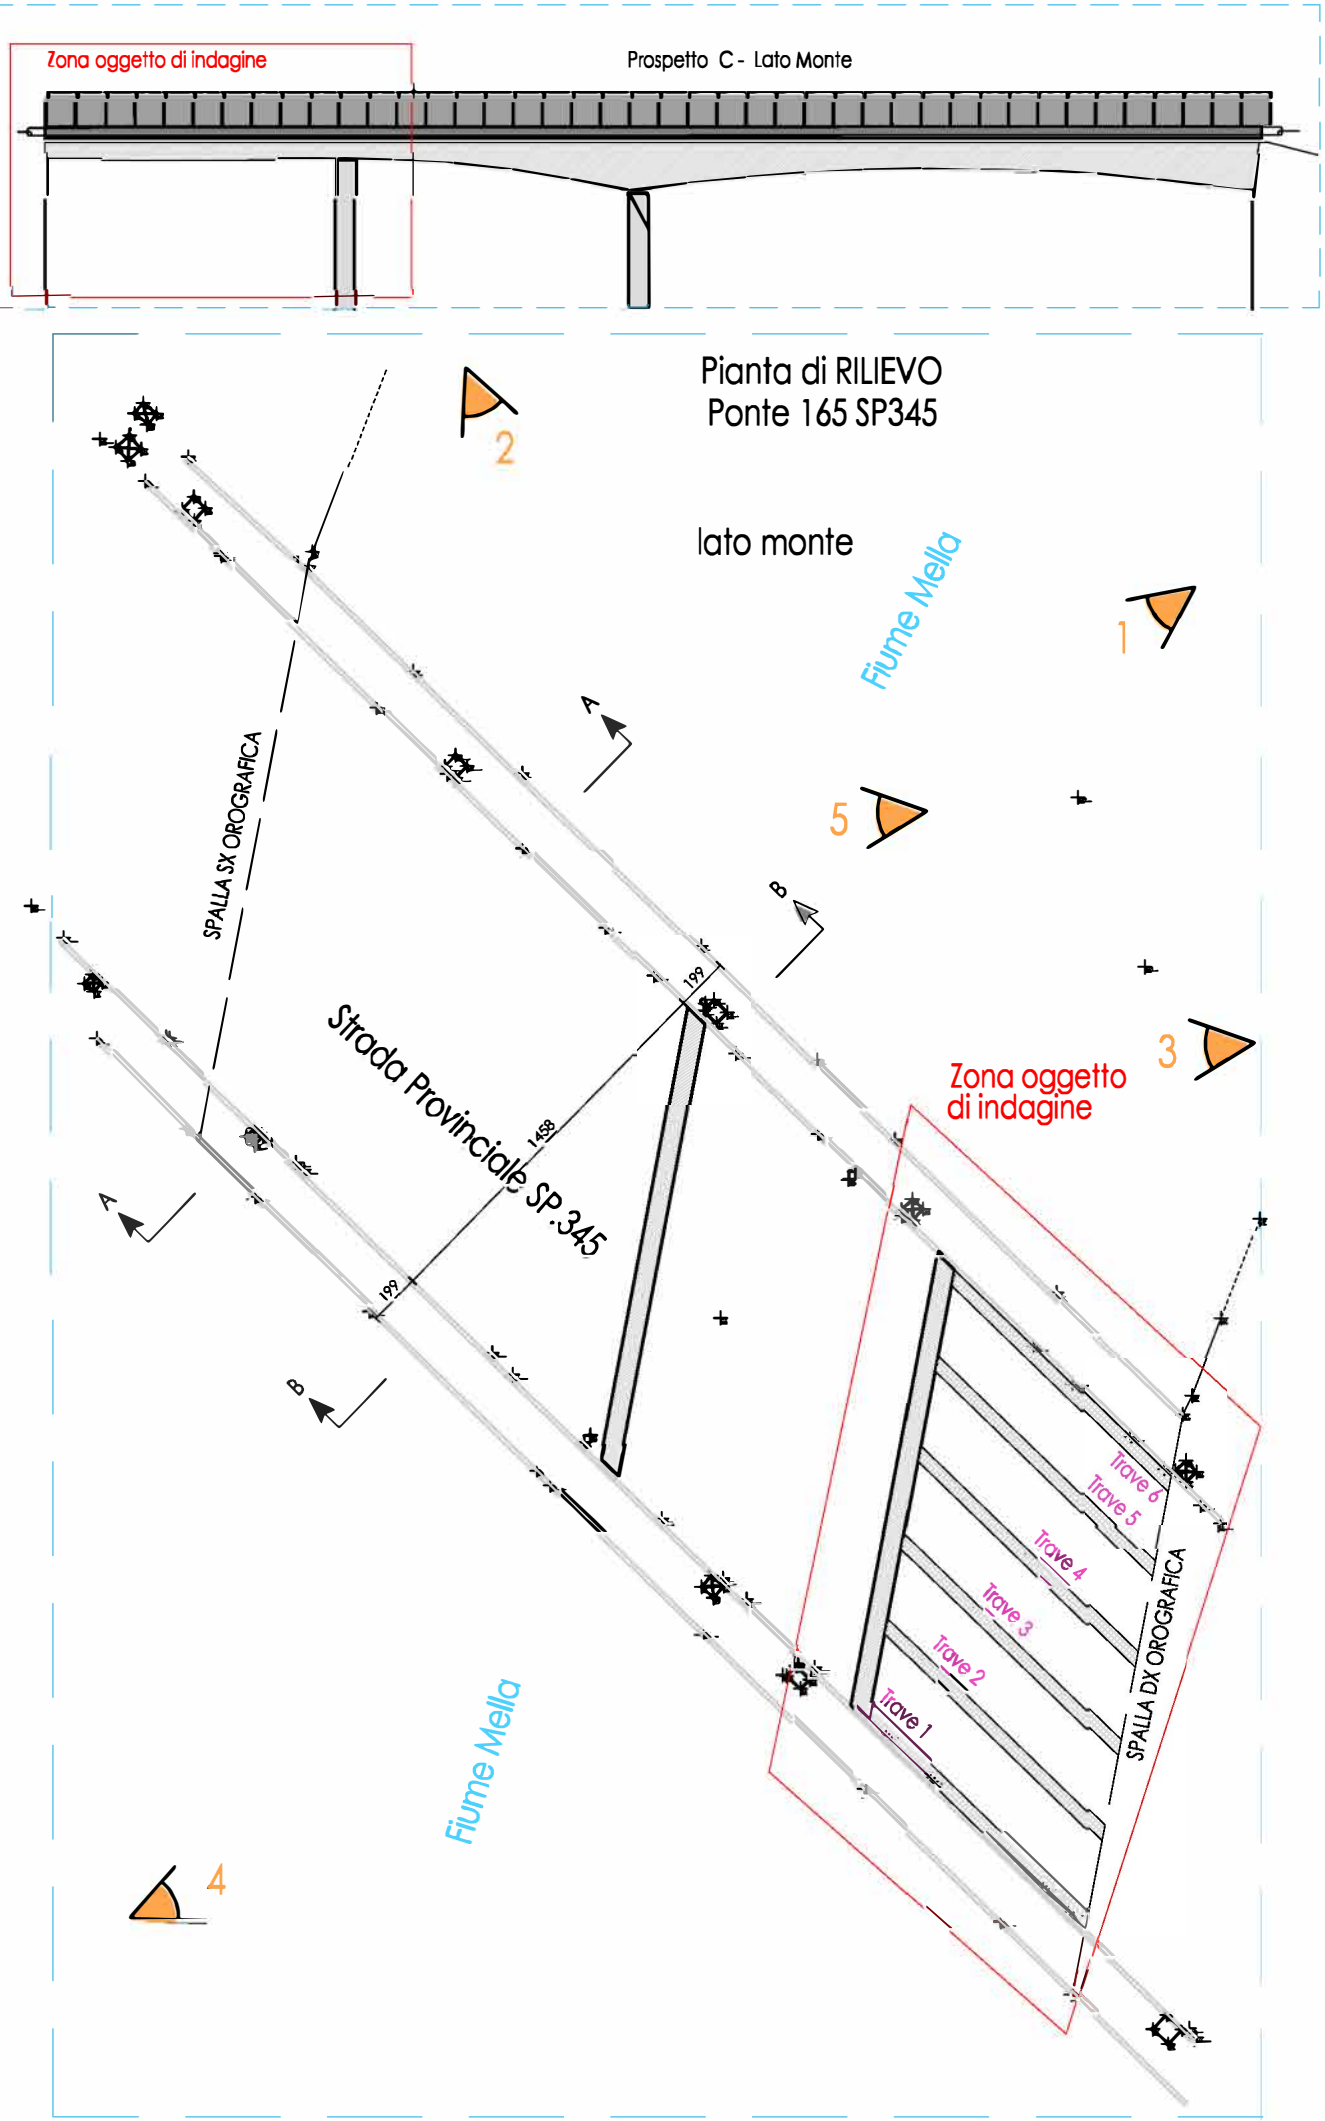 Zona oggetto di indagine
Prospetto C - Lato Monte
Pianta di RILIEVO
Ponte 165 SP345
2
lato monte
Fiume Mella
1
A
SPALLA SX OROGRAFICA
5
B
199
Strada Provinciale SP.345
1458
3
Zona oggetto
di indagine
A
199
B
Trave 6
Trave 5
Trave 4
Trave 3
Trave 2
Trave 1
SPALLA DX OROGRAFICA
Fiume Mella
4